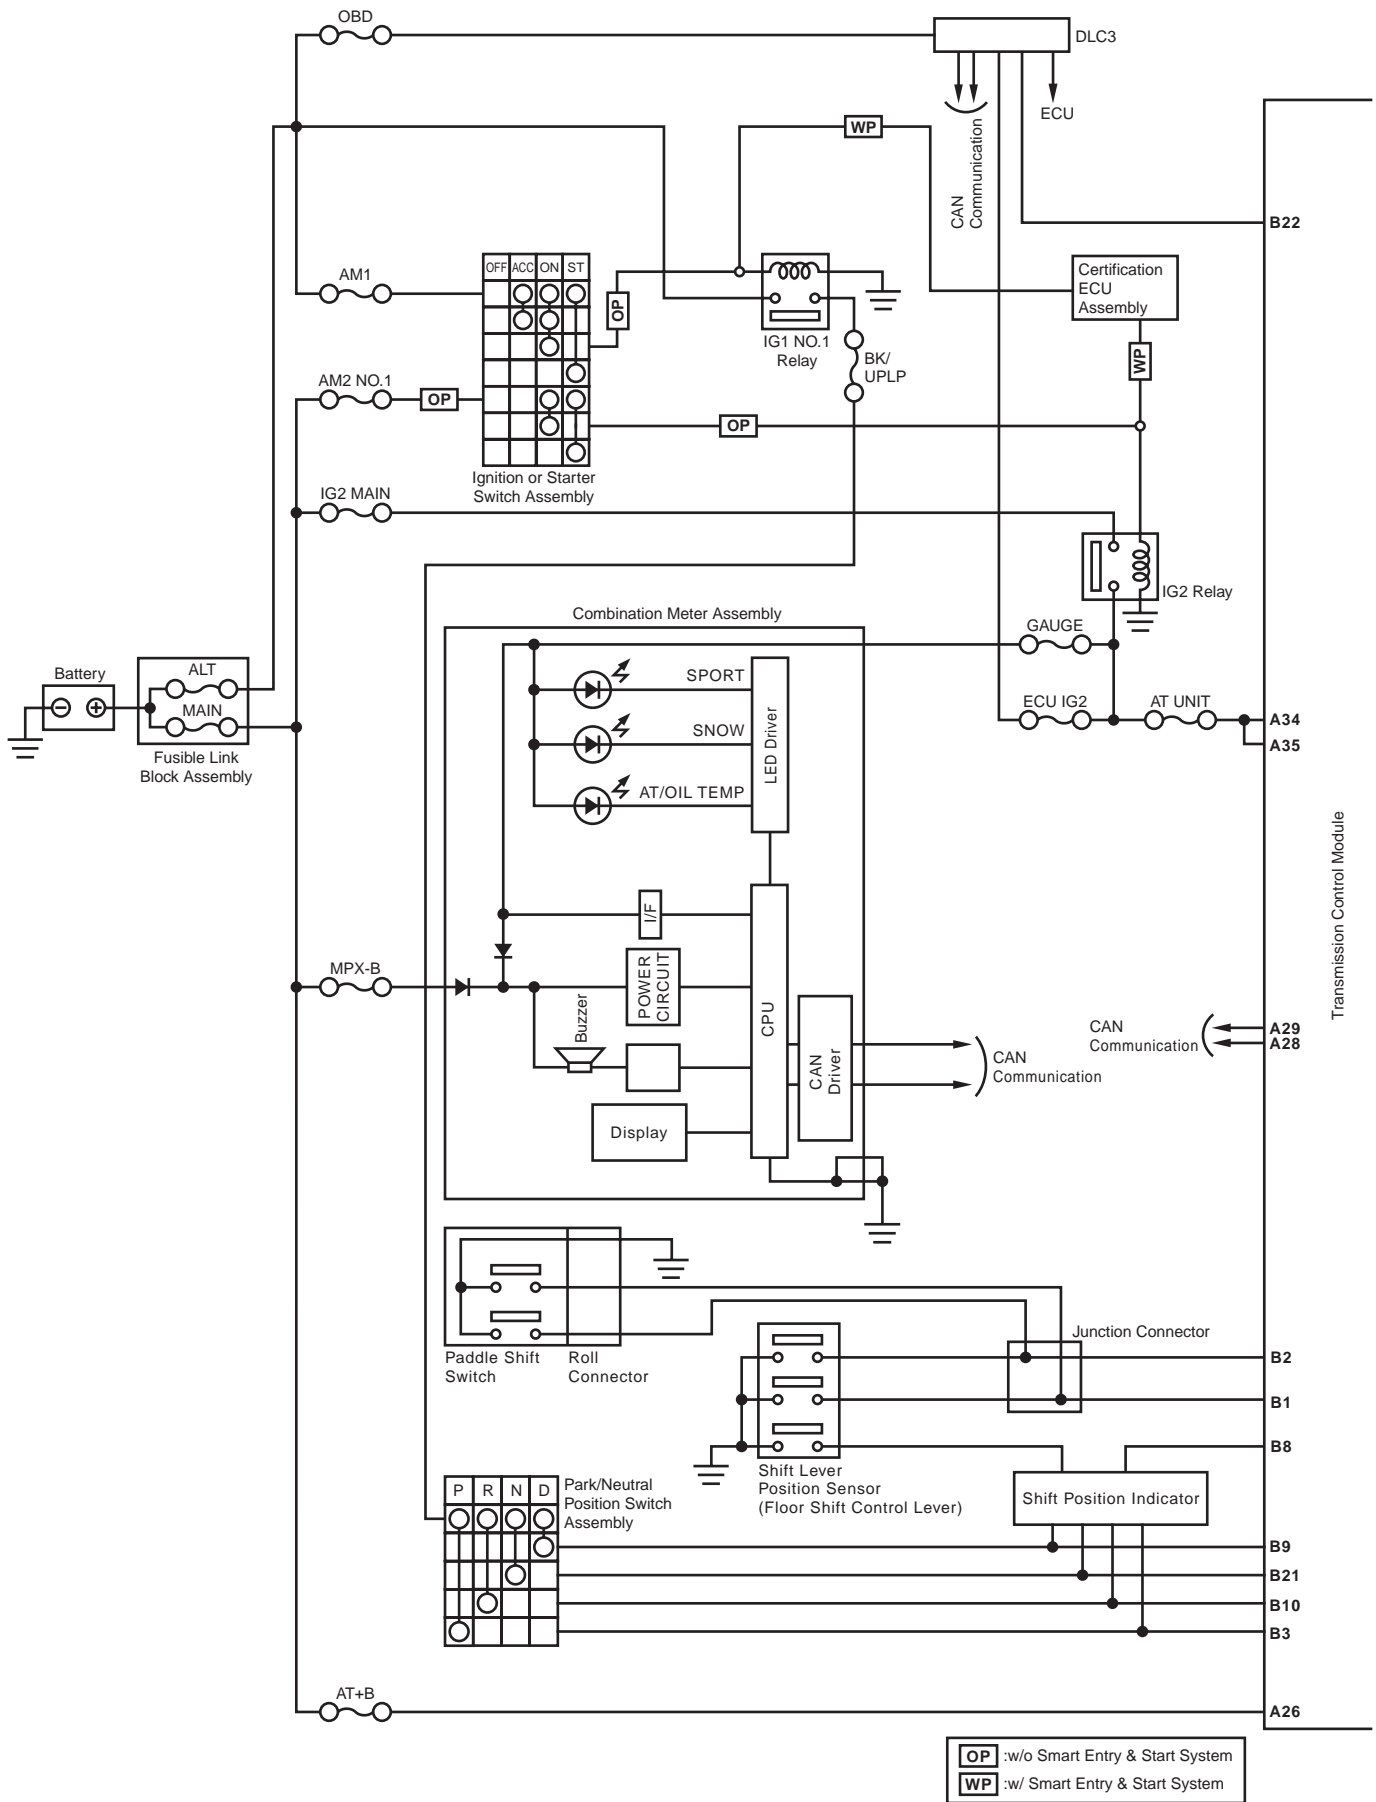 OBD
DLC3
ECU
CAN
Communication
WP
B22
Certification
ECU
Assembly
OFF ACC ON ST
AM1
OP
IG1 NO.1
Relay
BK/
UPLP
WP
AM2 NO.1
OP
OP
Ignition or Starter
Switch Assembly
IG2 MAIN
IG2 Relay
Combination Meter Assembly
GAUGE
Battery
ALT
MAIN
Fusible Link
Block Assembly
SPORT
SNOW
AT/OIL TEMP
LED Driver
ECU IG2
AT UNIT
A34
A35
Transmission Control Module
I/F
MPX-B
POWER
CIRCUIT
Buzzer
CPU
CAN
Driver
CAN
Communication
CAN
Communication
A29
A28
Display
Paddle Shift
Switch
Roll
Connector
Junction Connector
B2
B1
B8
Shift Lever
Position Sensor
(Floor Shift Control Lever)
Shift Position Indicator
P R N D
Park/Neutral
Position Switch
Assembly
B9
B21
B10
B3
AT+B
A26
OP :w/o Smart Entry & Start System
WP :w/ Smart Entry & Start System